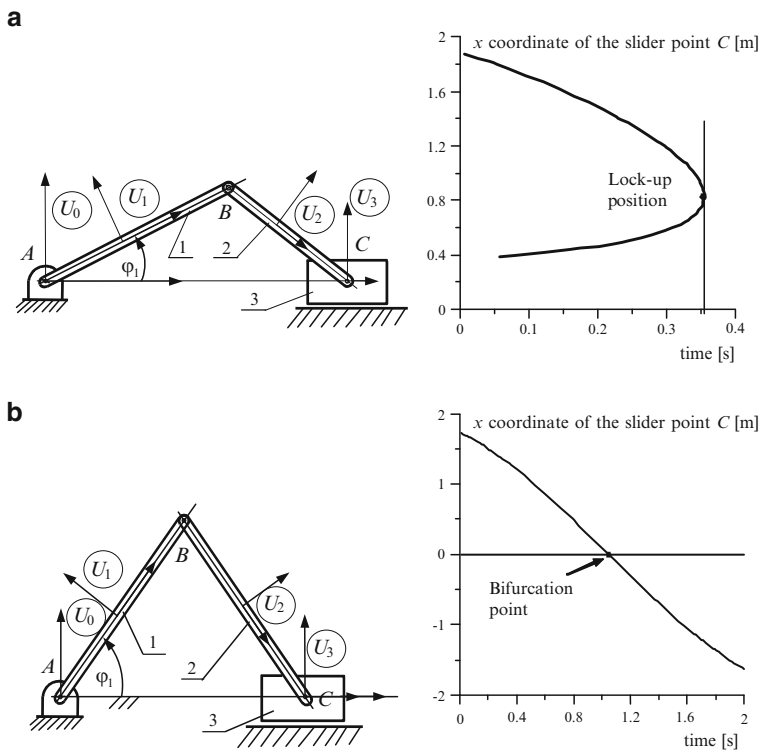 a
A
U0
U1
B
U2
U3
C
φ1
1
2
3
x coordinate of the slider point C [m]
2
1.6
1.2
0.8
0.4
0
Lock-up
position
0
0.1
0.2
0.3
0.4
time [s]
b
A
U0
U1
B
U2
U3
C
φ1
1
2
3
x coordinate of the slider point C [m]
2
1
0
-1
-2
Bifurcation
point
0
0.4
0.8
1.2
1.6
2
time [s]